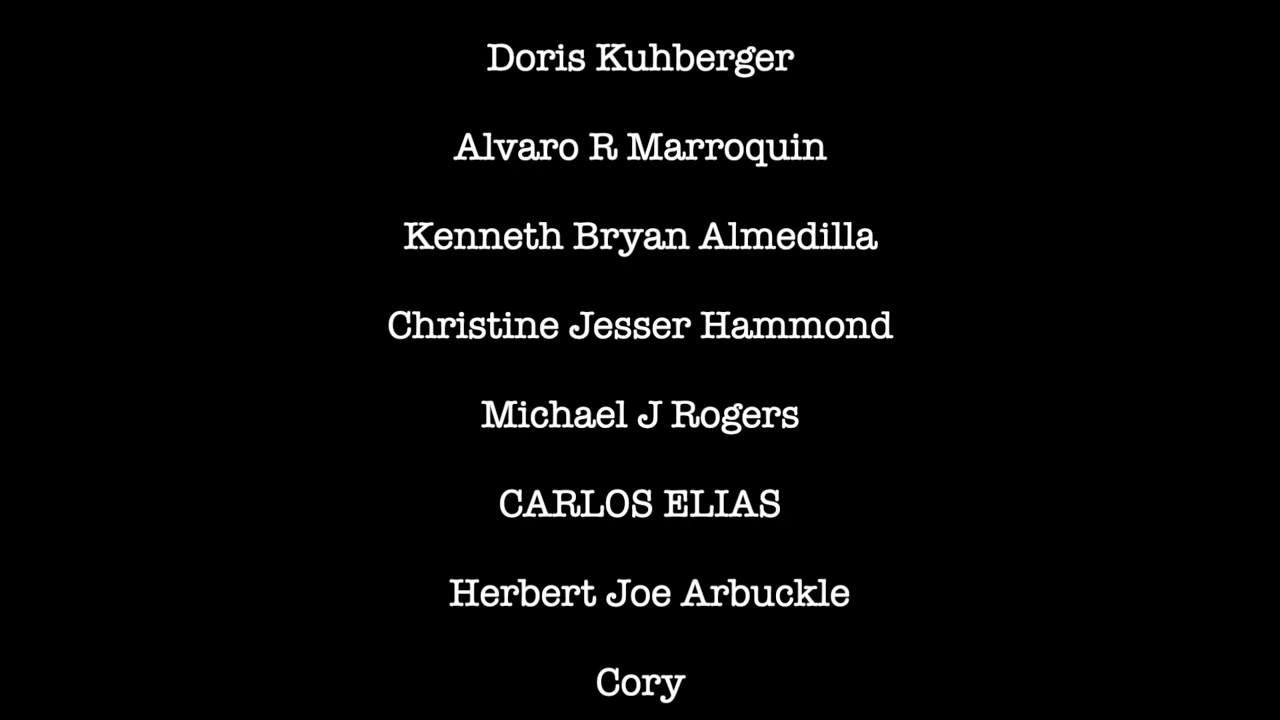 Doris Kuhberger
Alvaro R Marroquin
Kenneth Bryan Almedilla
Christine Jesser Hammond
Michael J Rogers
CARLOS ELIAS
Herbert Joe Arbuckle
Cory